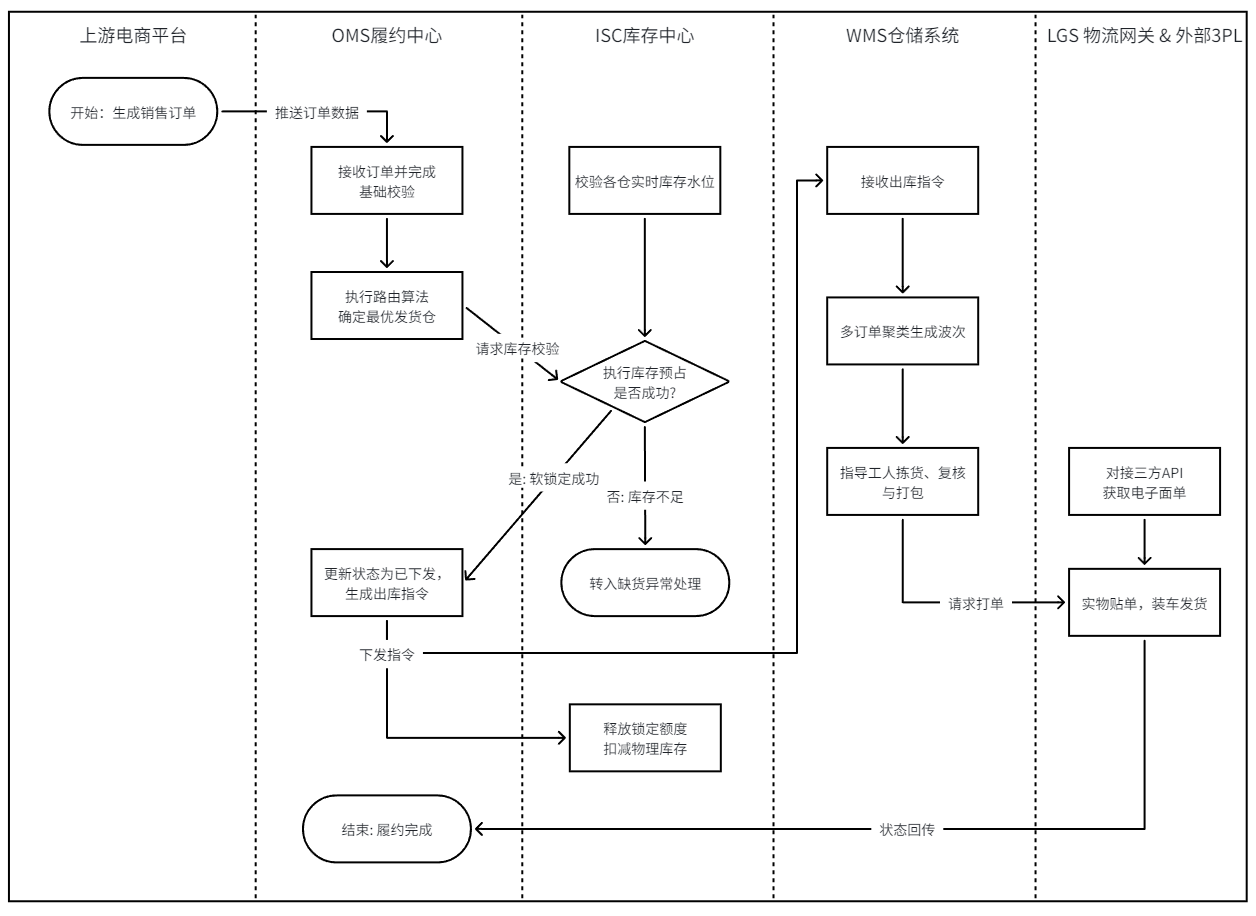 上游电商平台
OMS履约中心
ISC库存中心
WMS仓储系统
LGS 物流网关 & 外部3PL
开始：生成销售订单
推送订单数据
接收订单并完成
基础校验
校验各仓实时库存水位
接收出库指令
执行路由算法
确定最优发货仓
多订单聚类生成波次
请求库存校验
执行库存预占
是否成功?
指导工人拣货、复核
与打包
对接三方API
获取电子面单
是: 软锁定成功
否: 库存不足
更新状态为已下发，
生成出库指令
转入缺货异常处理
请求打单
实物贴单，装车发货
下发指令
释放锁定额度
扣减物理库存
结束: 履约完成
状态回传